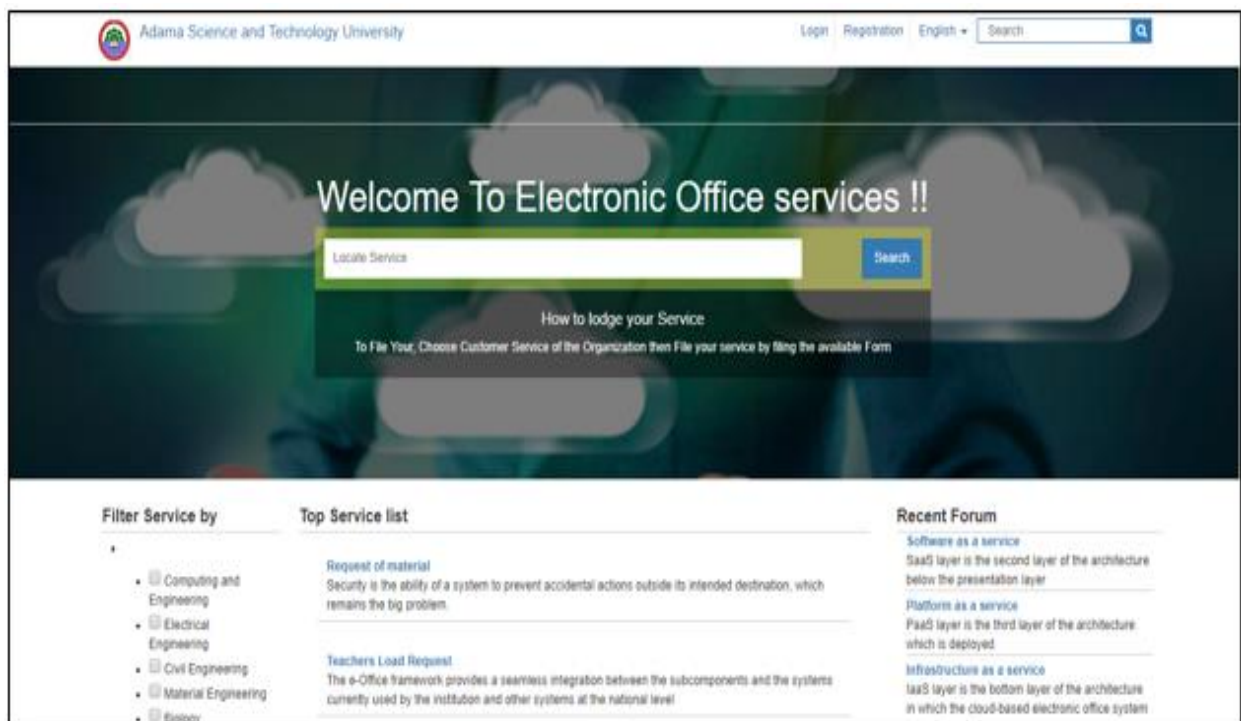 Adama Science and Technology University
Login Registration English Search
Welcome To Electronic Office services !!
Locate Service
Search
How to lodge your Service
To File Your, Choose Customer Service of the Organization then File your service by filing the available Form
Filter Service by
Computing and
Engineering
Electrical
Engineering
Civil Engineering
Material Engineering
Biology
Top Service list
Request of material
Security is the ability of a system to prevent accidental actions outside its intended destination, which
remains the big problem.
Teachers Load Request
The e-Office framework provides a seamless integration between the subcomponents and the systems
currently used by the institution and other systems at the national level
Recent Forum
Software as a service
SaaS layer is the second layer of the architecture
below the presentation layer
Platform as a service
PaaS layer is the third layer of the architecture
which is deployed
Infrastructure as a service
IaaS layer is the bottom layer of the architecture
in which the cloud-based electronic office system